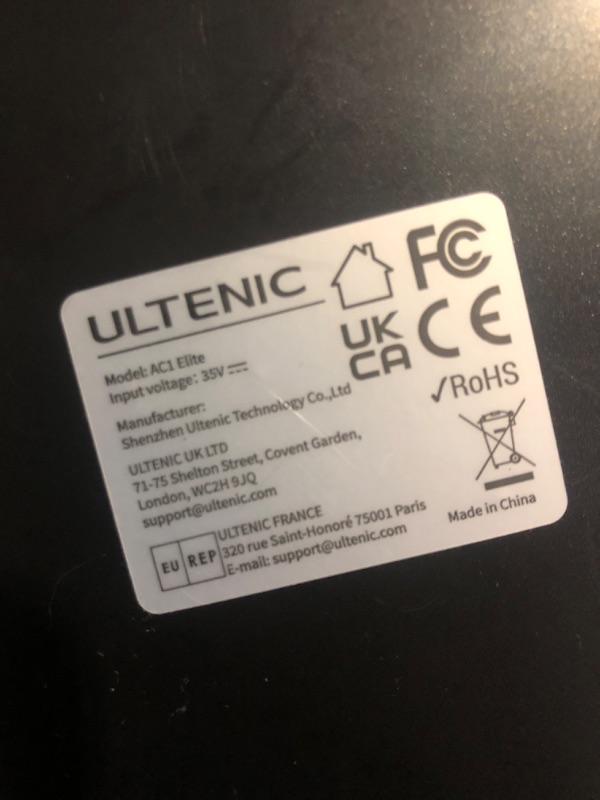 ULTENIC
FC
Model: AC1 Elite
Input voltage: 35V
UK
CA
CE
Manufacturer:
Shenzhen Ultenic Technology Co.,Ltd
✓RoHS
ULTENIC UK LTD
71-75 Shelton Street, Covent Garden,
London, WC2H 9JQ
support@ultenic.com
EU REP
ULTENIC FRANCE
320 rue Saint-Honoré 75001 Paris
E-mail: support@ultenic.com
Made in China